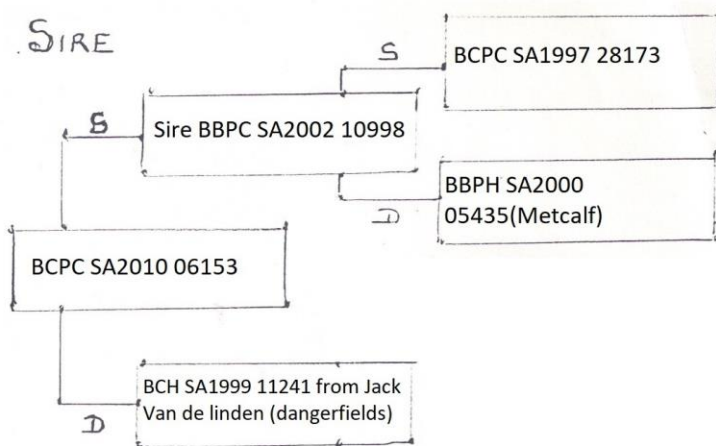 SIRE
S
BCPC SA1997 28173
S
Sire BBPC SA2002 10998
BBPH SA2000
05435(Metcalf)
D
BCPC SA2010 06153
BCH SA1999 11241 from Jack
Van de linden (dangerfields)
D